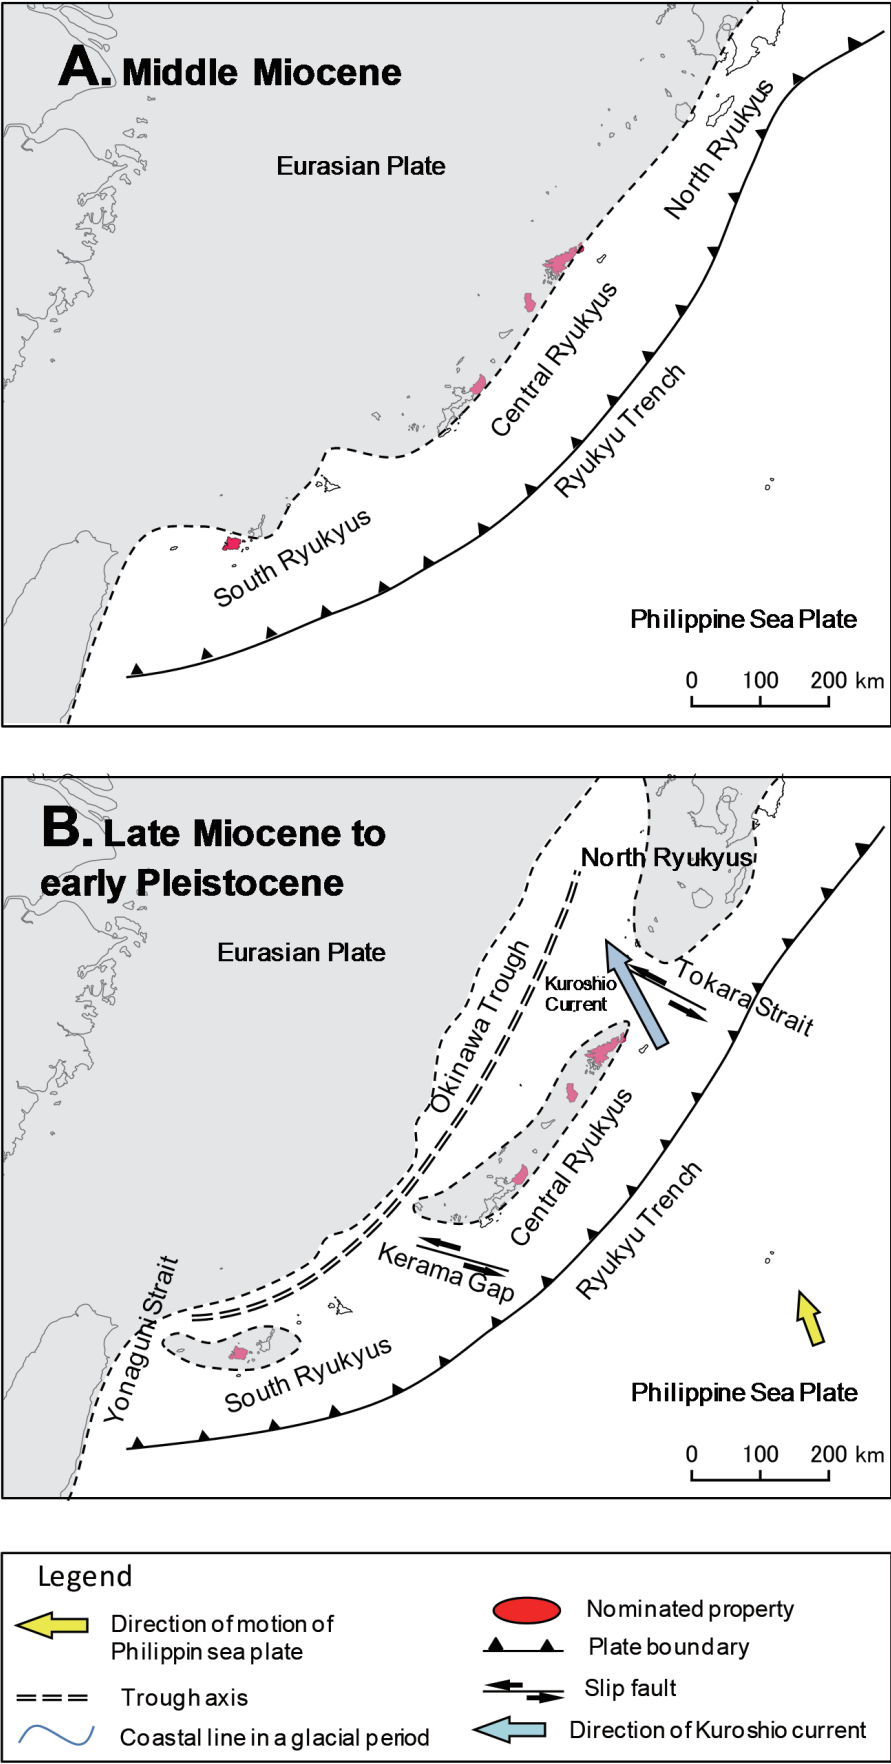 A. Middle Miocene
Eurasian Plate
North Ryukyus
Central Ryukyus
Ryukyu Trench
South Ryukyus
Philippine Sea Plate
0 100 200 km
B. Late Miocene to
early Pleistocene
North Ryukyus
Eurasian Plate
Okinawa Trough
Kuroshio
Current
Tokara Strait
Central Ryukyus
Ryukyu Trench
Kerama Gap
Yonaguni Strait
South Ryukyus
Philippine Sea Plate
0 100 200 km
Legend
Direction of motion of
Philippin sea plate
Trough axis
Coastal line in a glacial period
Nominated property
Plate boundary
Slip fault
Direction of Kuroshio current